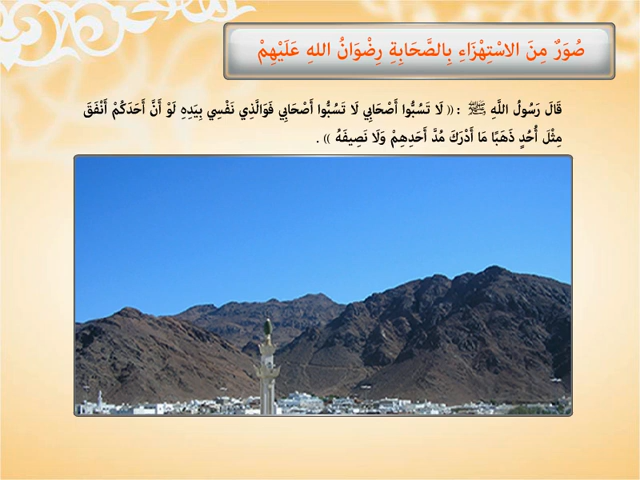 صُوَرٌ مِنَ الاسْتِهْزَاءِ بِالصَّحَابِةِ رِضْوَانُ اللهِ عَلَيْهِمْ
قَالَ رَسُولُ اللَّهِ ﷺ : (( لَا تَسُبُّوا أَصْحَابِي لَا تَسُبُّوا أَصْحَابِي فَوَالَّذِي نَفْسِي بِيَدِهِ لَوْ أَنَّ أَحَدَكُمْ أَنْفَقَ
مِثْلَ أُحُدٍ ذَهَبًا مَا أَدْرَكَ مُدَّ أَحَدِهِمْ وَلَا نَصِيفَهُ )) .